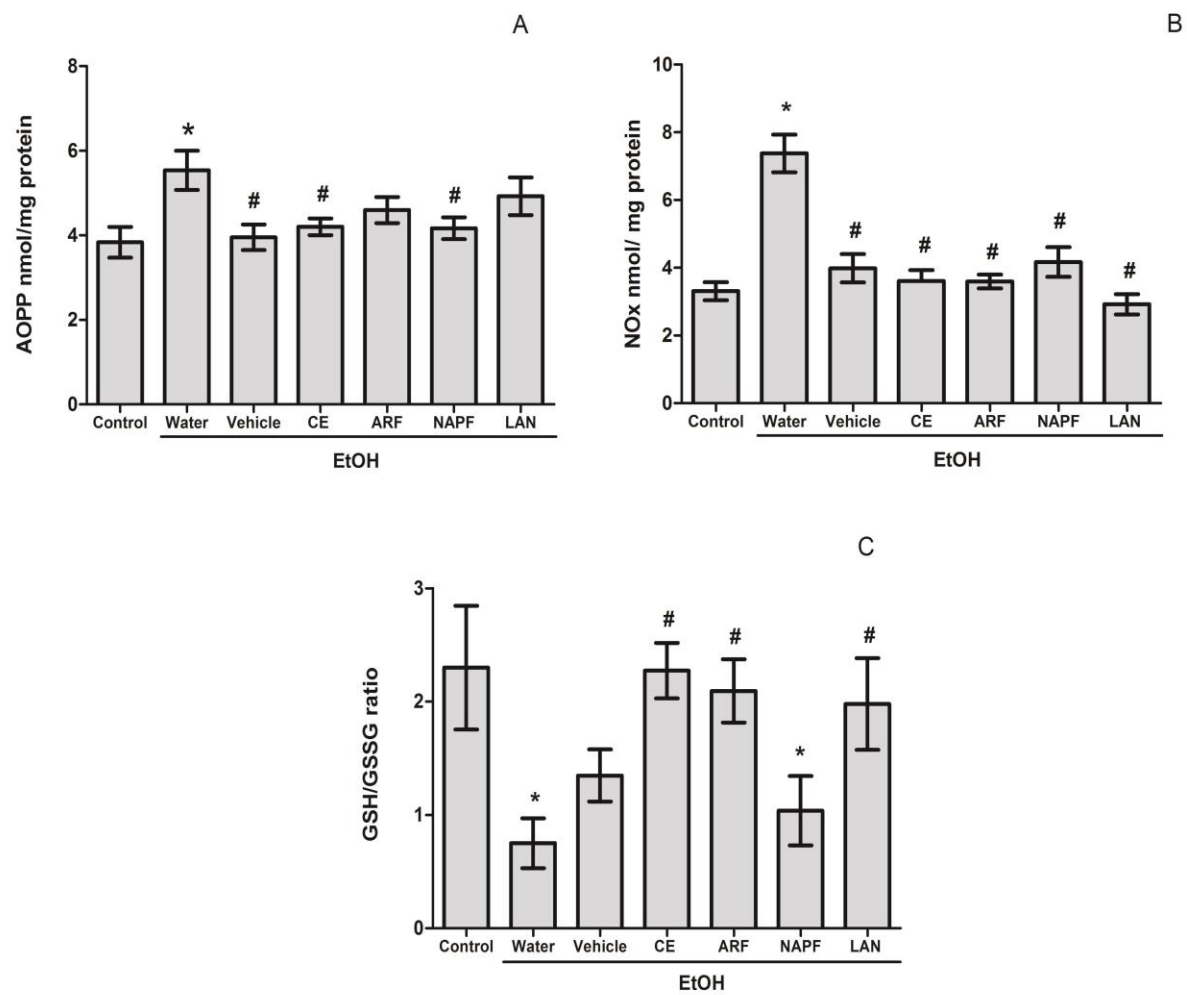 A
AOPP nmol/mg protein
8
6
4
2
0
*
#
#
#
Control Water Vehicle CE ARF NAPF LAN
EtOH
B
NOx nmol/ mg protein
10
8
6
4
2
0
*
#
#
#
#
#
Control Water Vehicle CE ARF NAPF LAN
EtOH
C
GSH/GSSG ratio
3
2
1
0
*
#
#
*
#
Control Water Vehicle CE ARF NAPF LAN
EtOH